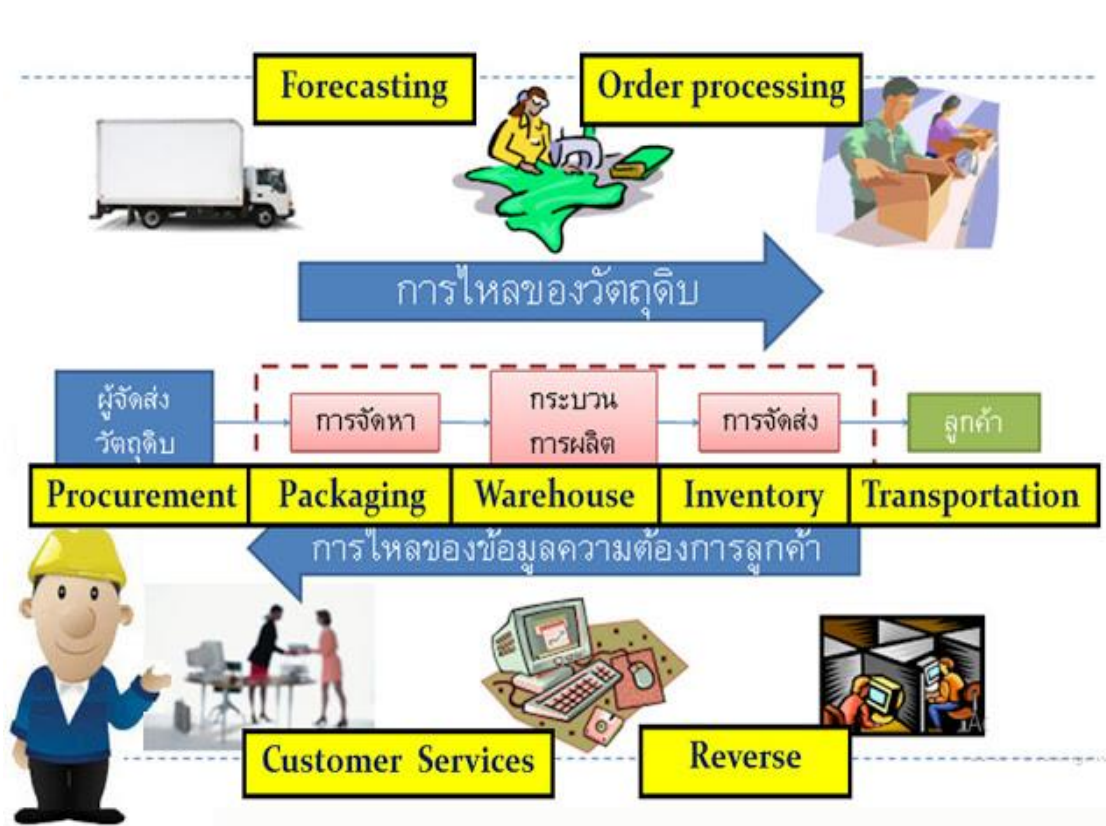 Forecasting
Order processing
การไหลของวัตถุดิบ
ผู้จัดส่ง
วัตถุดิบ
การจัดหา
กระบวน
การผลิต
การจัดส่ง
ลูกค้า
Procurement
Packaging
Warehouse
Inventory
Transportation
การไหลของข้อมูลความต้องการลูกค้า
Customer Services
Reverse